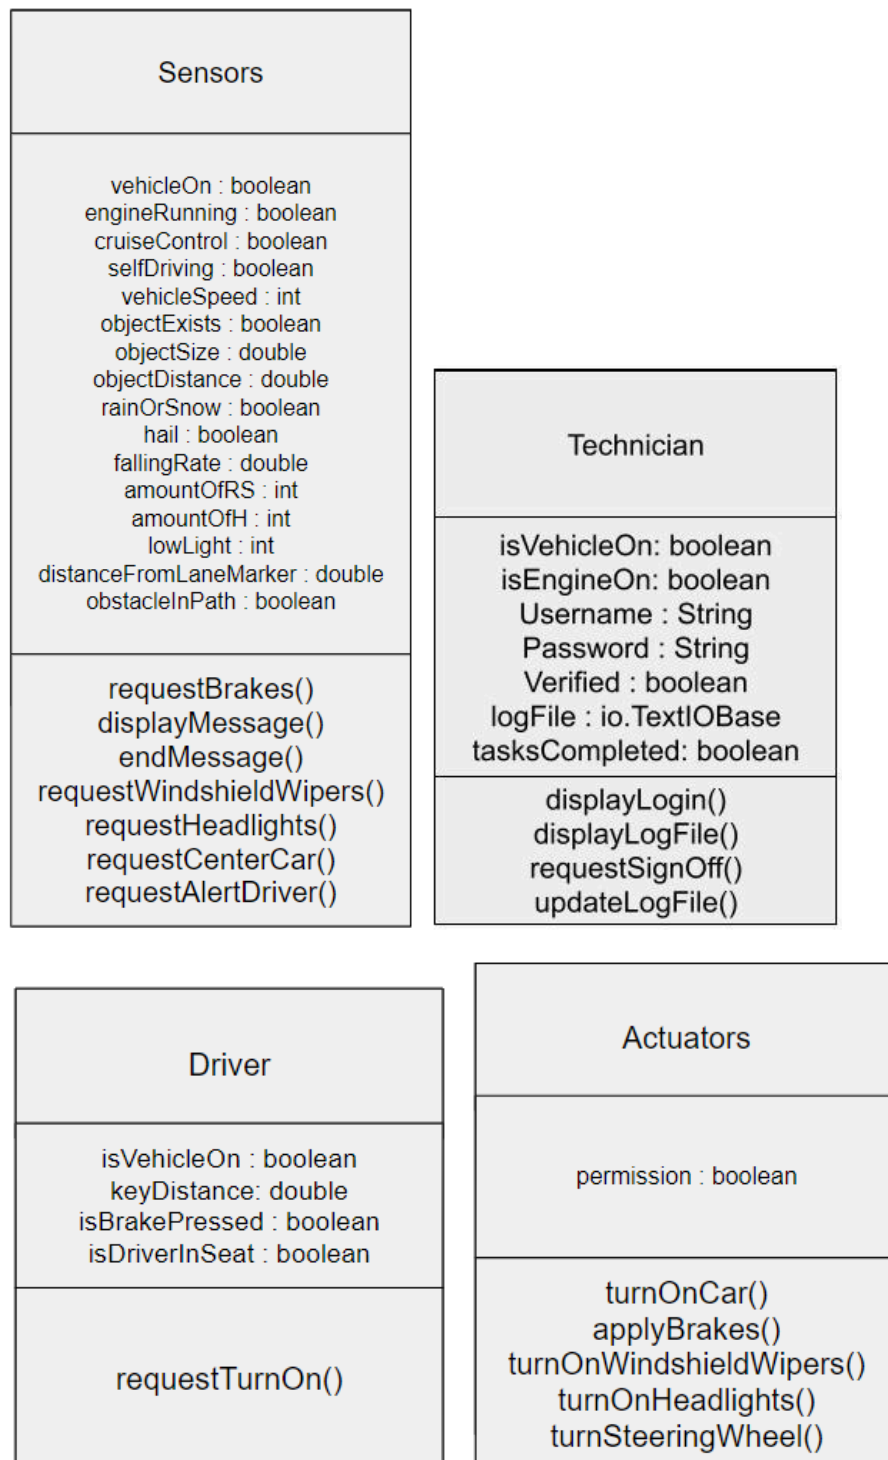 Sensors
vehicleOn : boolean
engineRunning : boolean
cruiseControl : boolean
selfDriving : boolean
vehicleSpeed : int
objectExists : boolean
objectSize : double
objectDistance : double
rainOrSnow : boolean
hail : boolean
fallingRate : double
amountOfRS : int
amountOfH : int
lowLight : int
distanceFromLaneMarker : double
obstacleInPath : boolean
requestBrakes()
displayMessage()
endMessage()
requestWindshieldWipers()
requestHeadlights()
requestCenterCar()
requestAlertDriver()
Technician
isVehicleOn: boolean
isEngineOn: boolean
Username : String
Password : String
Verified : boolean
logFile : io.TextIOBase
tasksCompleted: boolean
displayLogin()
displayLogFile()
requestSignOff()
updateLogFile()
Driver
isVehicleOn : boolean
keyDistance: double
isBrakePressed : boolean
isDriverInSeat : boolean
requestTurnOn()
Actuators
permission : boolean
turnOnCar()
applyBrakes()
turnOnWindshieldWipers()
turnOnHeadlights()
turnSteeringWheel()